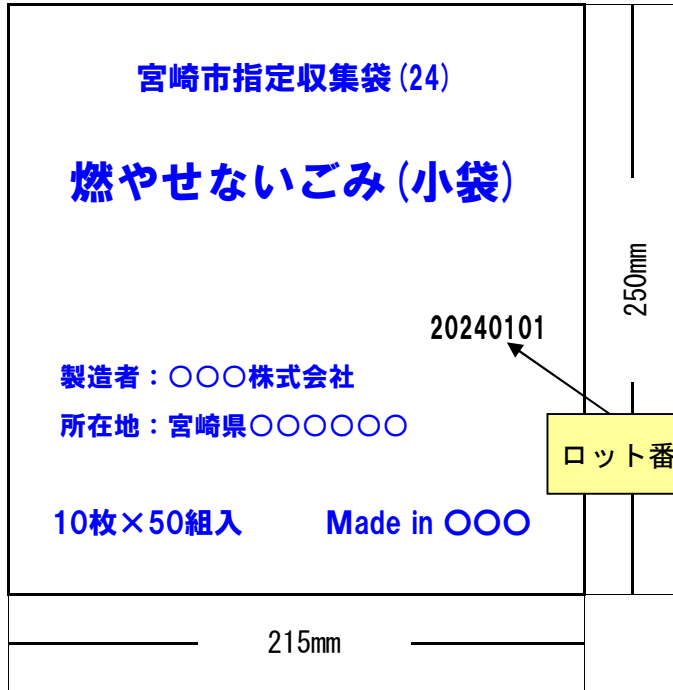 宮崎市指定収集袋(24)
燃やせないごみ(小袋)
250mm
20240101
製造者：○○○株式会社
所在地：宮崎県○○○○○○
ロット番
10枚×50組入 Made in ○○○
215mm